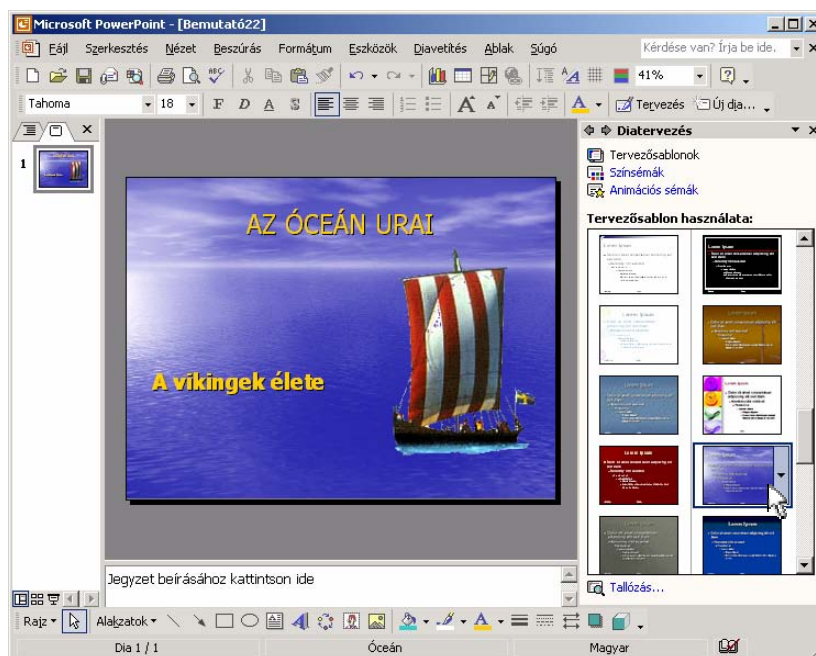 Microsoft PowerPoint - [Bemutató22]
Fájl Szerkesztés Nézet Beszúrás Formátum Eszközök Diavetítés Ablak Súgó Kérdése van? Írja be ide.
41%
Tahoma 18 F D A S Tervezés Új dia...
Diatervezés
1
Tervezősablonok
Színsémák
Animációs sémák
Tervezősablon használata:
AZ ÓCEÁN URAI
A vikingek élete
Jegyzet beírásához kattintson ide
Tallózás...
Rajz Alakzatok
Dia 1 / 1 Óceán Magyar